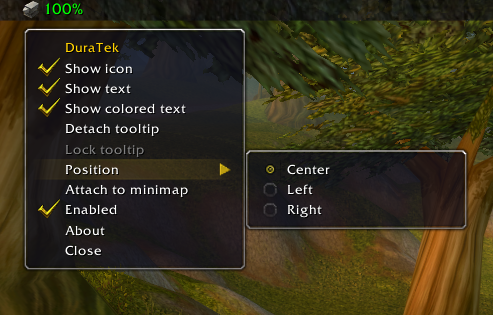 100%
DuraTek
Show icon
Show text
Show colored text
Detach tooltip
Lock tooltip
Position
Center
Attach to minimap
Left
Enabled
Right
About
Close